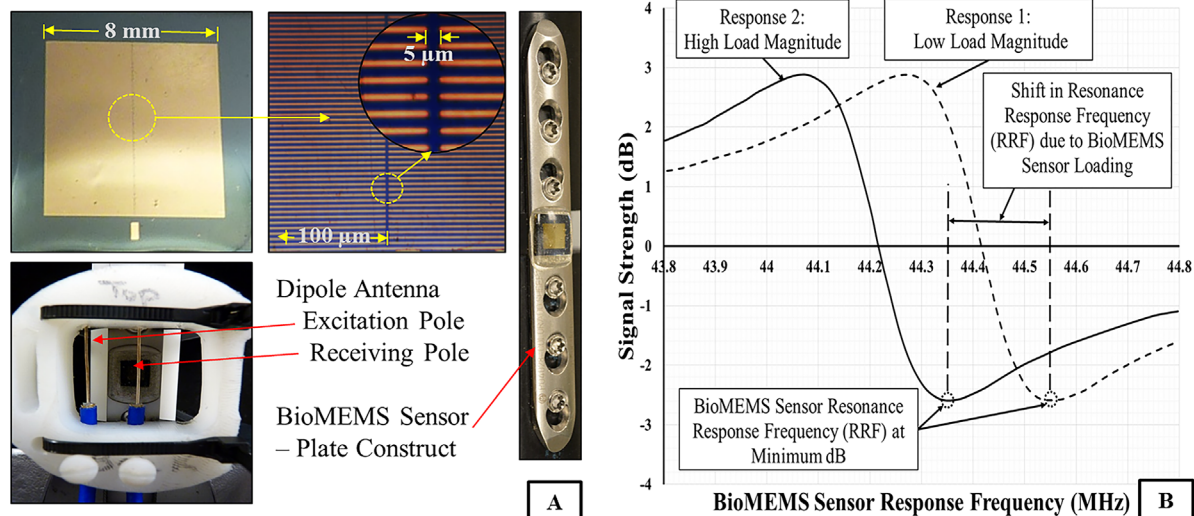 8 mm
5 µm
100 µm
Dipole Antenna
Excitation Pole
Receiving Pole
BioMEMS Sensor
– Plate Construct
A
Response 2:
High Load Magnitude
Response 1:
Low Load Magnitude
Shift in Resonance
Response Frequency
(RRF) due to BioMEMS
Sensor Loading
Signal Strength (dB)
4
3
2
1
0
-1
-2
-3
-4
43.8 43.9 44 44.1 44.2 44.3 44.4 44.5 44.6 44.7 44.8
BioMEMS Sensor Resonance
Response Frequency (RRF) at
Minimum dB
BioMEMS Sensor Response Frequency (MHz)
B